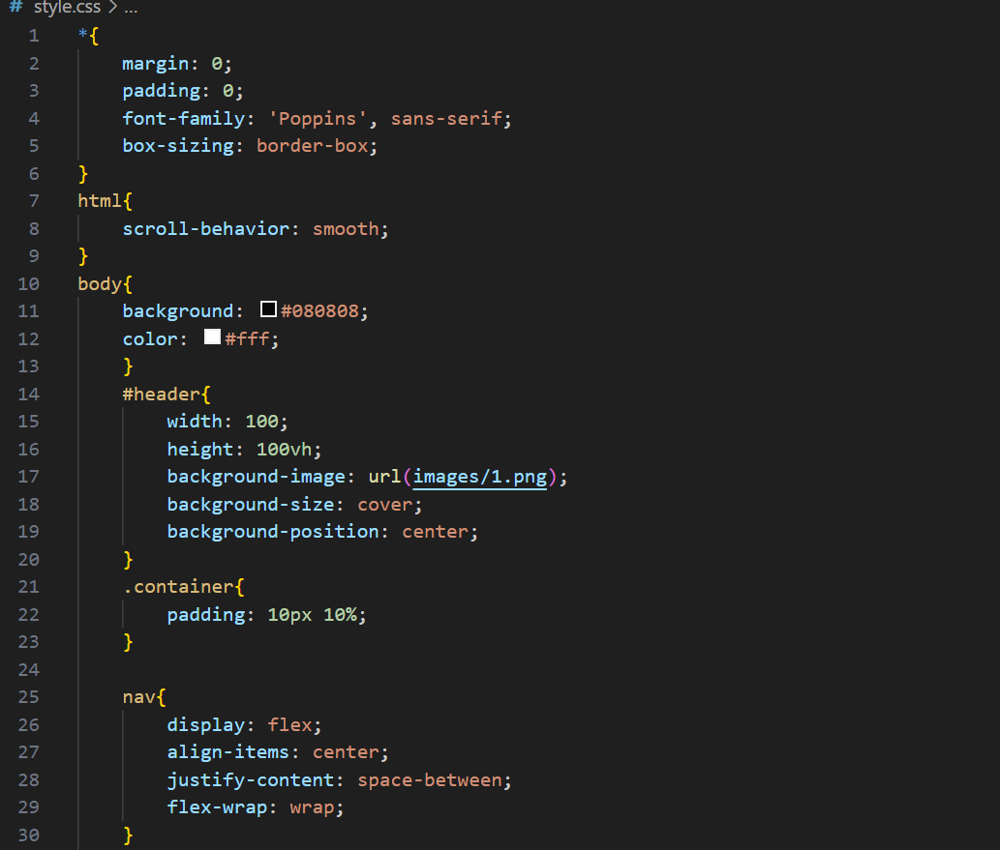 # style.css > ...
1 *{
2     margin: 0;
3     padding: 0;
4     font-family: 'Poppins', sans-serif;
5     box-sizing: border-box;
6 }
7 html{
8     scroll-behavior: smooth;
9 }
10 body{
11     background: #080808;
12     color: #fff;
13     }
14     #header{
15         width: 100;
16         height: 100vh;
17         background-image: url(images/1.png);
18         background-size: cover;
19         background-position: center;
20     }
21     .container{
22         padding: 10px 10%;
23     }
24
25     nav{
26         display: flex;
27         align-items: center;
28         justify-content: space-between;
29         flex-wrap: wrap;
30     }